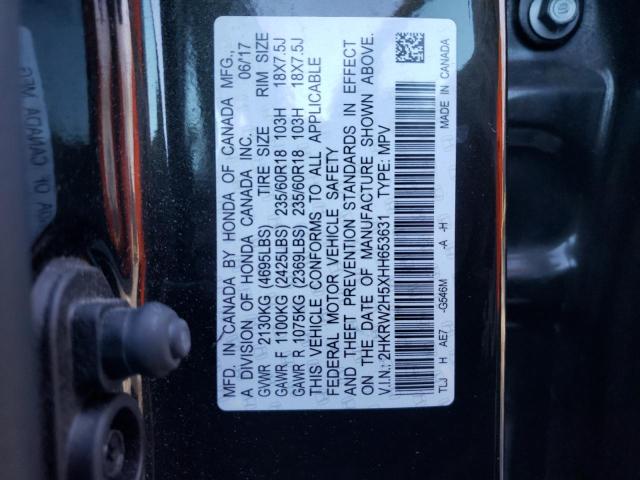 MFD. IN CANADA BY HONDA OF CANADA MFG.,
A DIVISION OF HONDA CANADA INC. 06/17
GVWR 2130KG (4695LBS) TIRE SIZE RIM SIZE
GAWR F 1100KG (2425LBS) 235/60R18 103H 18X7.5J
GAWR R 1075KG (2369LBS) 235/60R18 103H 18X7.5J
THIS VEHICLE CONFORMS TO ALL APPLICABLE
FEDERAL MOTOR VEHICLE SAFETY
AND THEFT PREVENTION STANDARDS IN EFFECT
ON THE DATE OF MANUFACTURE SHOWN ABOVE.
V.I.N.: 2HKRW2H5XHH653631 MPV
TLJ H AE7 -G546M -A -H MADE IN CANADA